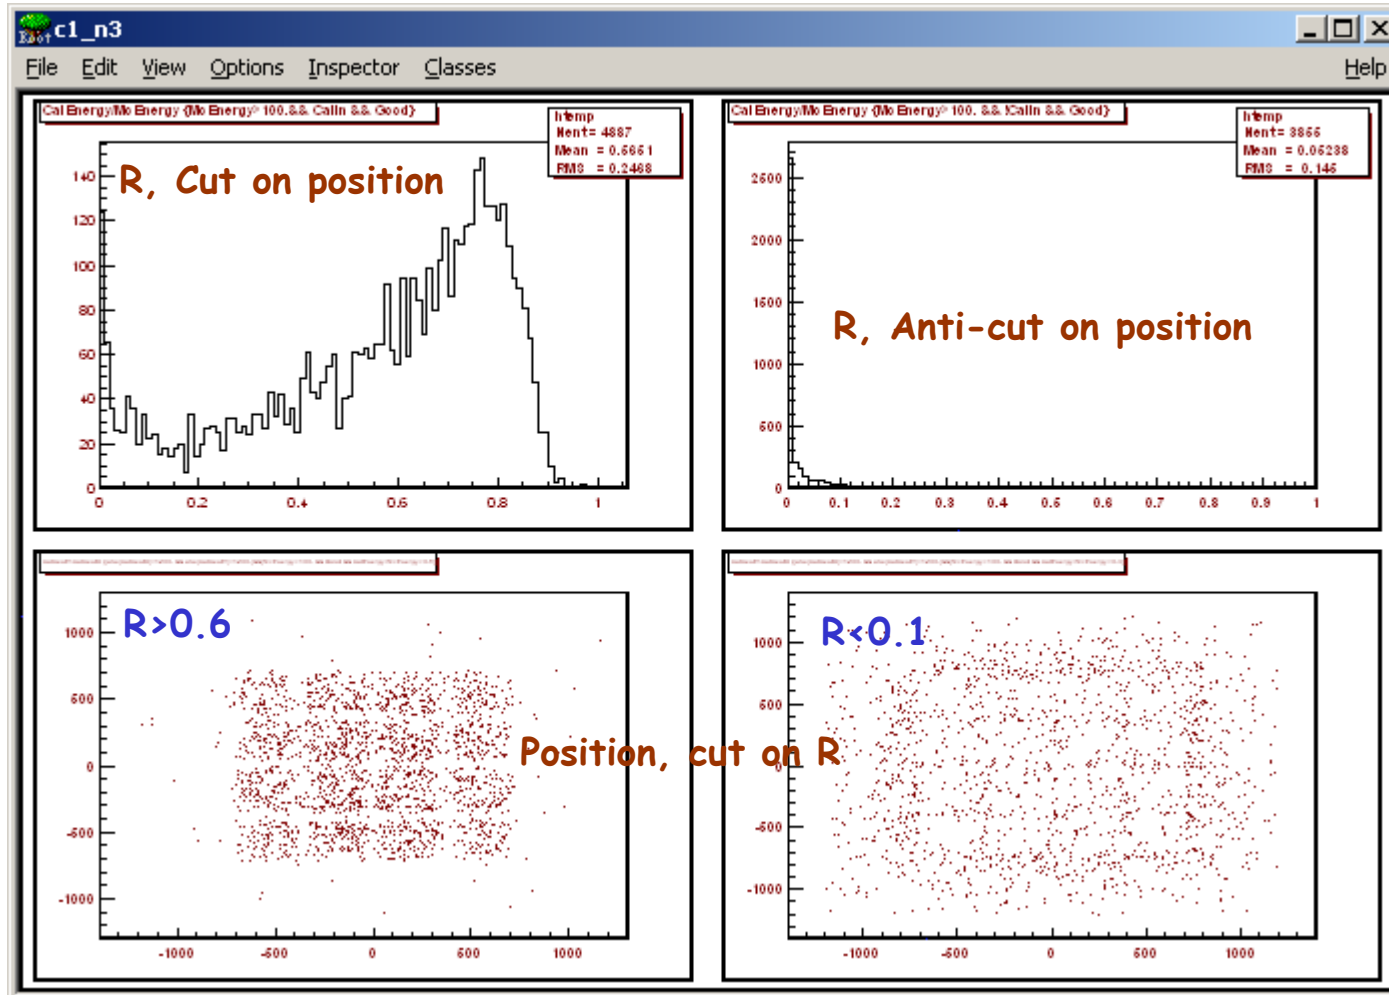 c1_n3
File Edit View Options Inspector Classes Help
Cal Energy/Mc Energy {Mc Energy> 100.&& CalIn && Good}
htemp
Nent= 4887
Mean = 0.5651
RMS = 0.2468
R, Cut on position
140
120
100
80
60
40
20
0
0 0.2 0.4 0.6 0.8 1
Cal Energy/Mc Energy {Mc Energy> 100. && !CalIn && Good}
htemp
Nent= 3855
Mean = 0.05238
RMS = 0.145
R, Anti-cut on position
2500
2000
1500
1000
500
0
0 0.1 0.2 0.3 0.4 0.5 0.6 0.7 0.8 0.9 1
R>0.6
1000
500
0
-500
-1000
-1000 -500 0 500 1000
Position, cut on R
R<0.1
1000
500
0
-500
-1000
-1000 -500 0 500 1000